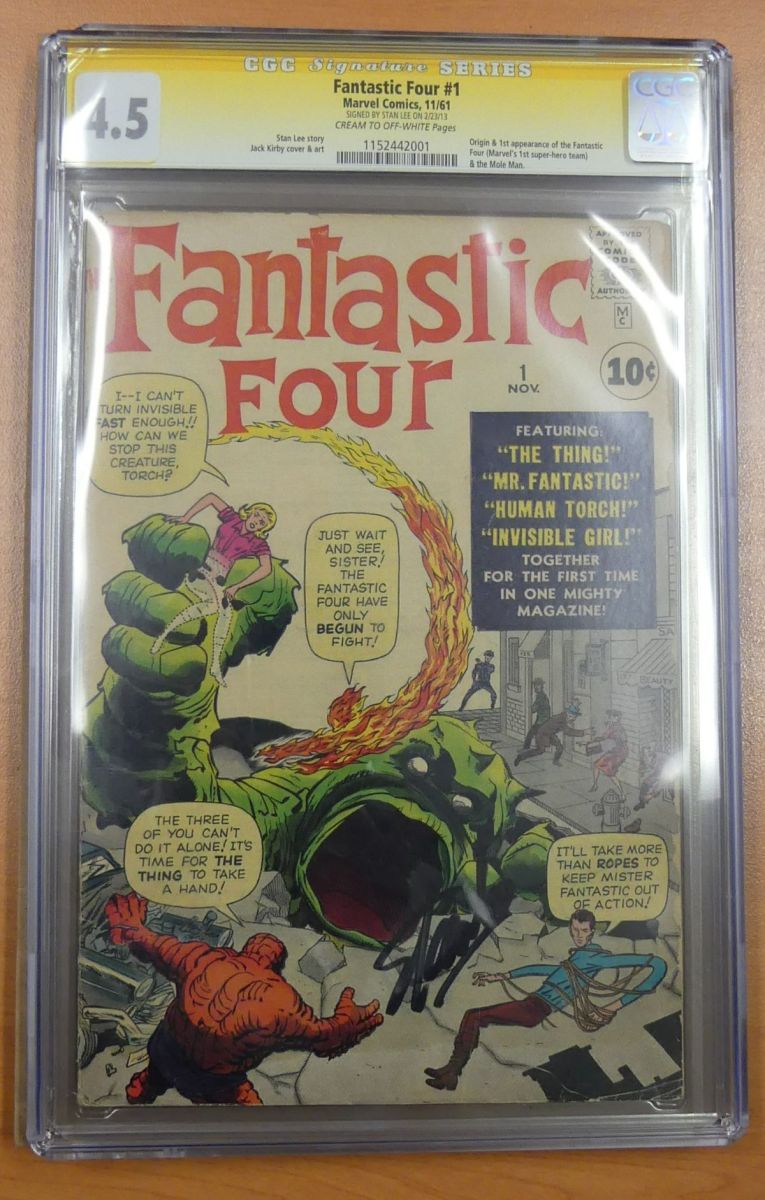 CGC Signature SERIES
4.5
Fantastic Four #1
Marvel Comics, 11/61
SIGNED BY STAN LEE ON 2/23/13
CREAM TO OFF-WHITE Pages
Stan Lee story
Jack Kirby cover & art
1152442001
Origin & 1st appearance of the Fantastic
Four (Marvel's 1st super-hero team)
& the Mole Man.
CGC
Fantastic
Four
APPROVED
BY
COMICS
CODE
MC
1
NOV.
10¢
I--I CAN'T
TURN INVISIBLE
FAST ENOUGH!!
HOW CAN WE
STOP THIS
CREATURE,
TORCH?
FEATURING:
"THE THING!"
"MR. FANTASTIC!"
"HUMAN TORCH!"
"INVISIBLE GIRL!"
TOGETHER
FOR THE FIRST TIME
IN ONE MIGHTY
MAGAZINE!
JUST WAIT
AND SEE,
SISTER!
THE
FANTASTIC
FOUR HAVE
ONLY
BEGUN TO
FIGHT!
BEAUTY
THE THREE
OF YOU CAN'T
DO IT ALONE! IT'S
TIME FOR THE
THING TO TAKE
A HAND!
IT'LL TAKE MORE
THAN ROPES TO
KEEP MISTER
FANTASTIC OUT
OF ACTION!